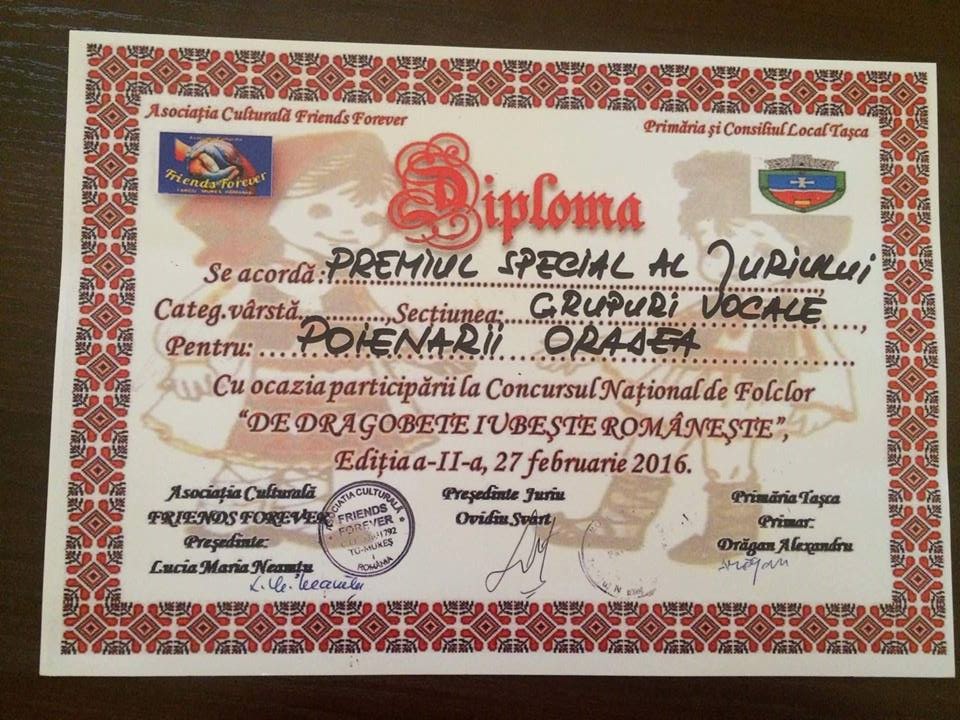 Asociația Culturală Friends Forever
Primăria și Consiliul Local Tașca
Friends Forever
Diploma
Se acordă: PREMIUL SPECIAL AL JURIULUI
Categ.vârstă..........,Secțiunea: GRUPURI VOCALE,
Pentru: .... POIENARII ORADEA
Cu ocazia participării la Concursul Național de Folclor
“DE DRAGOBETE IUBEȘTE ROMÂNEȘTE”,
Ediția a-II-a, 27 februarie 2016.
Asociația Culturală
FRIENDS FOREVER
Președinte:
Lucia Maria Neamțu
ASOCIAȚIA CULTURALĂ
FRIENDS
FOREVER
TG-MUREȘ
ROMÂNIA
Președinte Juriu
Ovidiu Svârt
Primăria Tașca
Primar:
Drăgan Alexandru